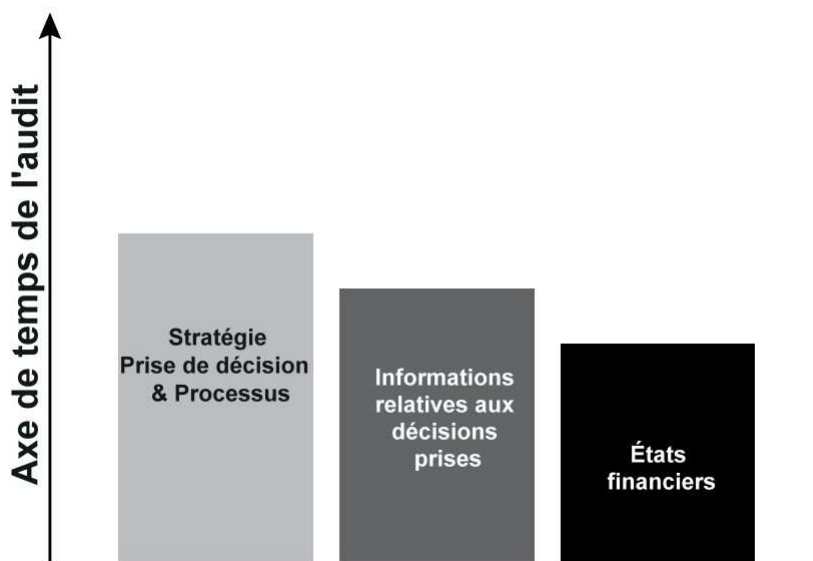 Axe de temps de l'audit
Stratégie
Prise de décision
& Processus
Informations
relatives aux
décisions
prises
États
financiers